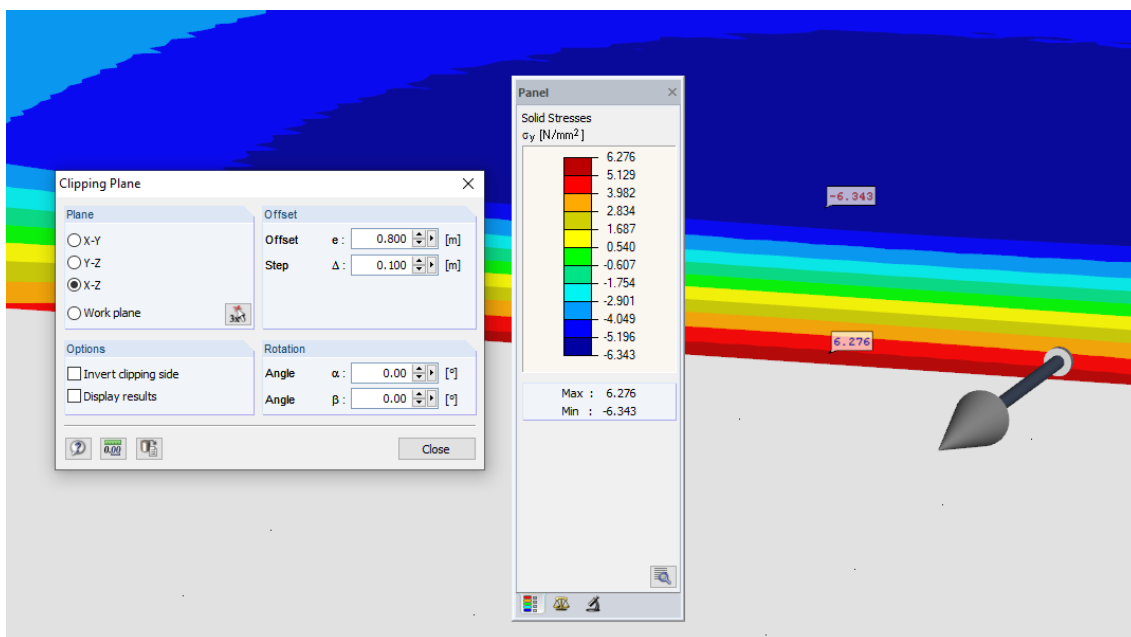 Clipping Plane
Plane
X-Y
Y-Z
X-Z
Work plane
Offset
Offset e : 0.800 [m]
Step Δ : 0.100 [m]
Options
Invert clipping side
Display results
Rotation
Angle α : 0.00 [°]
Angle β : 0.00 [°]
0.00
Close
Panel
Solid Stresses
σy [N/mm²]
6.276
5.129
3.982
2.834
1.687
0.540
-0.607
-1.754
-2.901
-4.049
-5.196
-6.343
Max : 6.276
Min : -6.343
-6.343
6.276